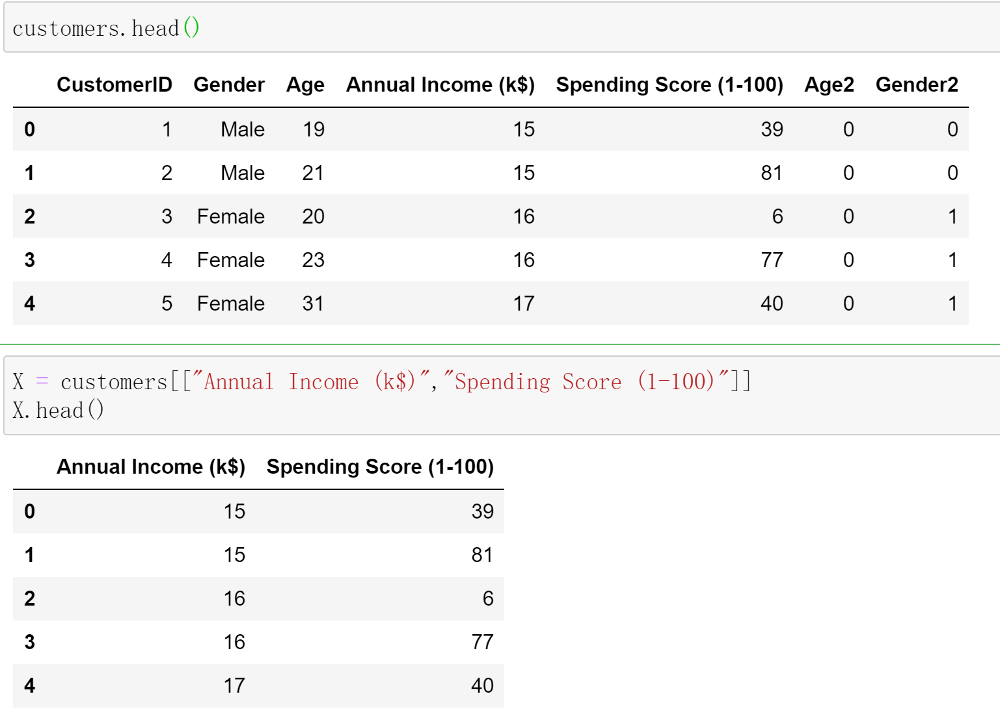 customers.head()
CustomerID Gender Age Annual Income (k$) Spending Score (1-100) Age2 Gender2
0 1 Male 19 15 39 0 0
1 2 Male 21 15 81 0 0
2 3 Female 20 16 6 0 1
3 4 Female 23 16 77 0 1
4 5 Female 31 17 40 0 1
X = customers[["Annual Income (k$)","Spending Score (1-100)"]]
X.head()
Annual Income (k$) Spending Score (1-100)
0 15 39
1 15 81
2 16 6
3 16 77
4 17 40